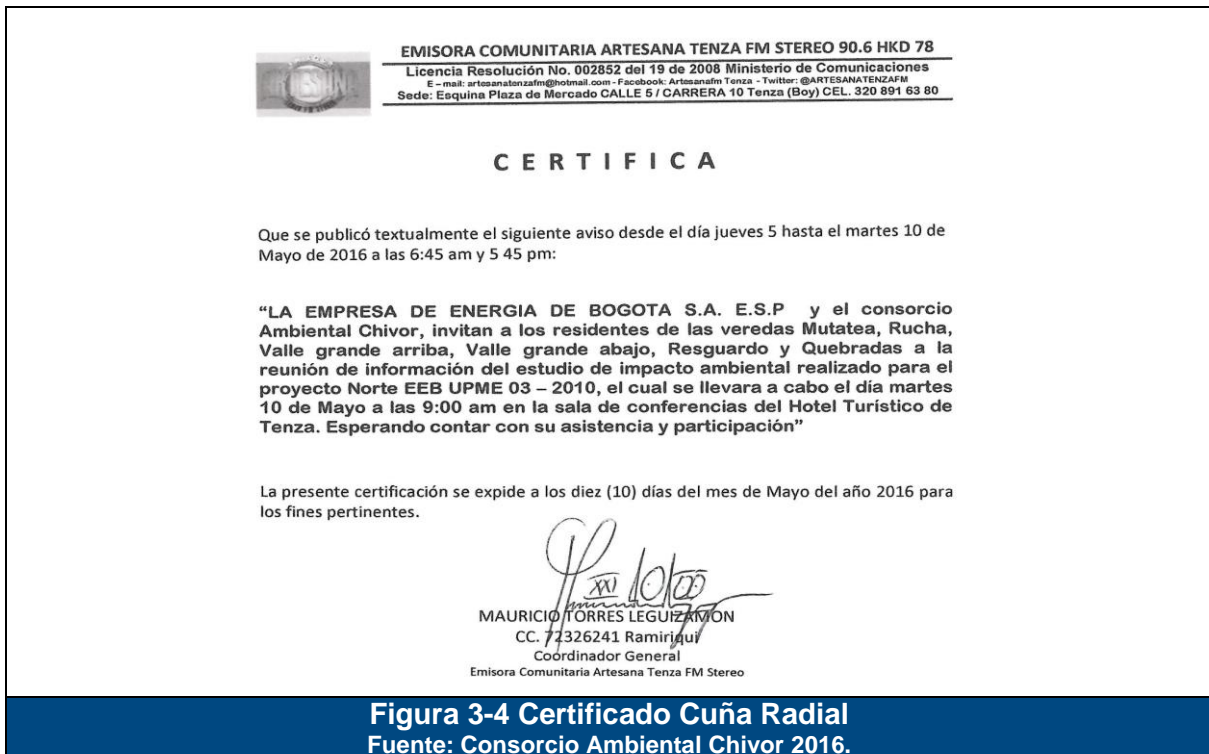 EMISORA COMUNITARIA ARTESANA TENZA FM STEREO 90.6 HKD 78
Licencia Resolución No. 002852 del 19 de 2008 Ministerio de Comunicaciones
E – mail: artesanatenzafm@hotmail.com - Facebook: Artesanafm Tenza - Twitter: @ARTESANATENZAFM
Sede: Esquina Plaza de Mercado CALLE 5 / CARRERA 10 Tenza (Boy) CEL. 320 891 63 80
ARTESANA
C E R T I F I C A
Que se publicó textualmente el siguiente aviso desde el día jueves 5 hasta el martes 10 de
Mayo de 2016 a las 6:45 am y 5 45 pm:
“LA EMPRESA DE ENERGIA DE BOGOTA S.A. E.S.P y el consorcio
Ambiental Chivor, invitan a los residentes de las veredas Mutatea, Rucha,
Valle grande arriba, Valle grande abajo, Resguardo y Quebradas a la
reunión de información del estudio de impacto ambiental realizado para el
proyecto Norte EEB UPME 03 – 2010, el cual se llevara a cabo el día martes
10 de Mayo a las 9:00 am en la sala de conferencias del Hotel Turístico de
Tenza. Esperando contar con su asistencia y participación”
La presente certificación se expide a los diez (10) días del mes de Mayo del año 2016 para
los fines pertinentes.
MAURICIO TORRES LEGUIZAMON
CC. 72326241 Ramiriqui
Coordinador General
Emisora Comunitaria Artesana Tenza FM Stereo
Figura 3-4 Certificado Cuña Radial
Fuente: Consorcio Ambiental Chivor 2016.